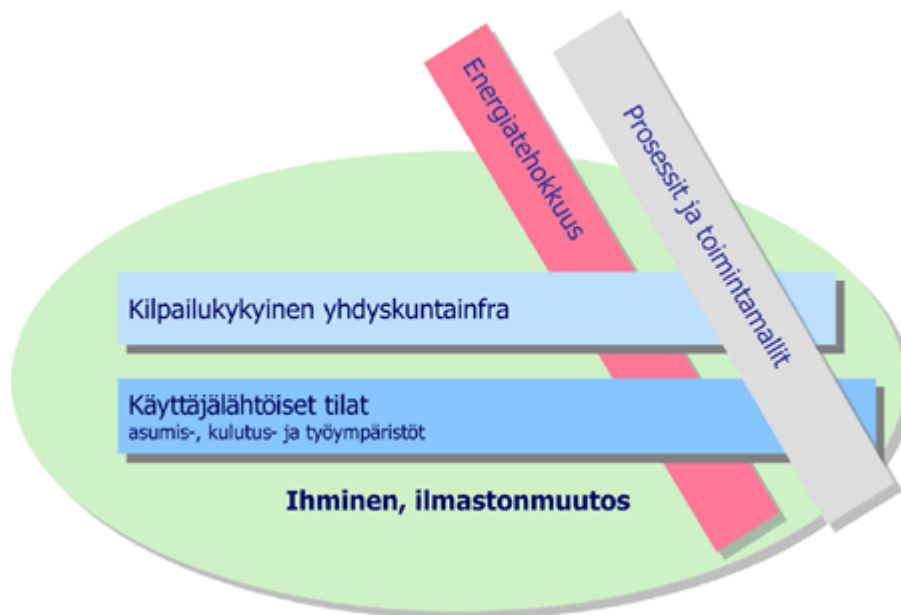 Energiatehokkuus
Prosessit ja toimintamallit
Kilpailukykyinen yhdyskuntainfra
Käyttäjälähtöiset tilat
asumis-, kulutus- ja työympäristöt
Ihminen, ilmastonmuutos